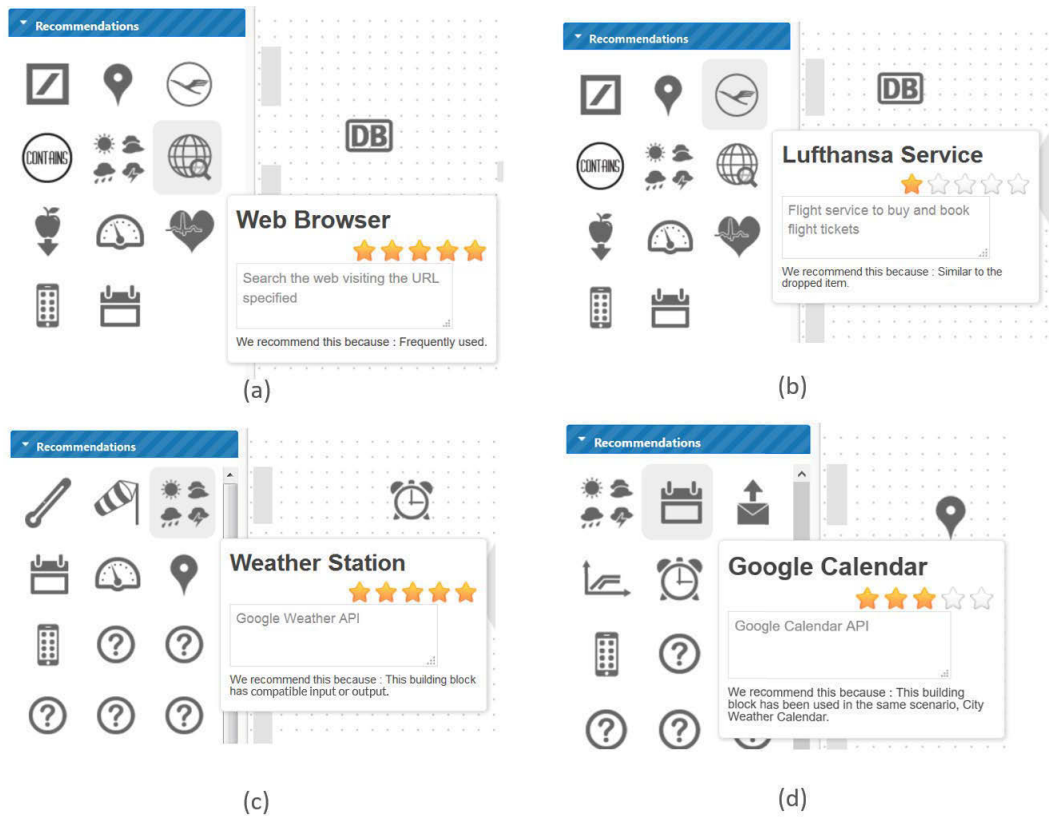 Recommendations
CONTAINS
DB
Web Browser
Search the web visiting the URL
specified
We recommend this because : Frequently used.
(a)
Recommendations
CONTAINS
DB
Lufthansa Service
Flight service to buy and book
flight tickets
We recommend this because : Similar to the
dropped item.
(b)
Recommendations
Weather Station
Google Weather API
We recommend this because : This building block
has compatible input or output.
(c)
Recommendations
Google Calendar
Google Calendar API
We recommend this because : This building
block has been used in the same scenario, City
Weather Calendar.
(d)